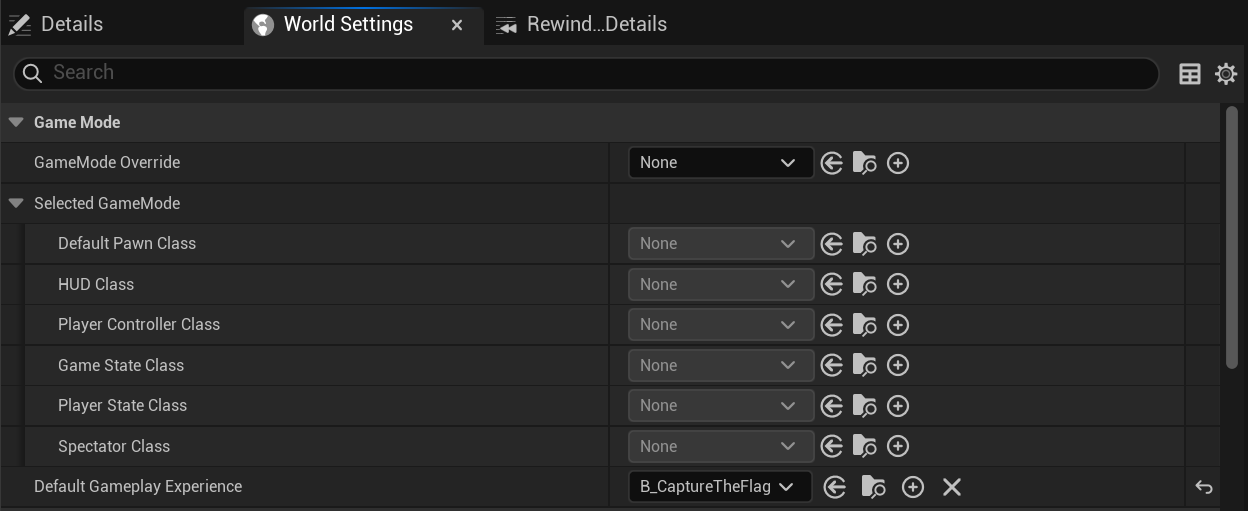 Details
World Settings
Rewind...Details
Search
Game Mode
GameMode Override None
Selected GameMode
Default Pawn Class None
HUD Class None
Player Controller Class None
Game State Class None
Player State Class None
Spectator Class None
Default Gameplay Experience B_CaptureTheFlag